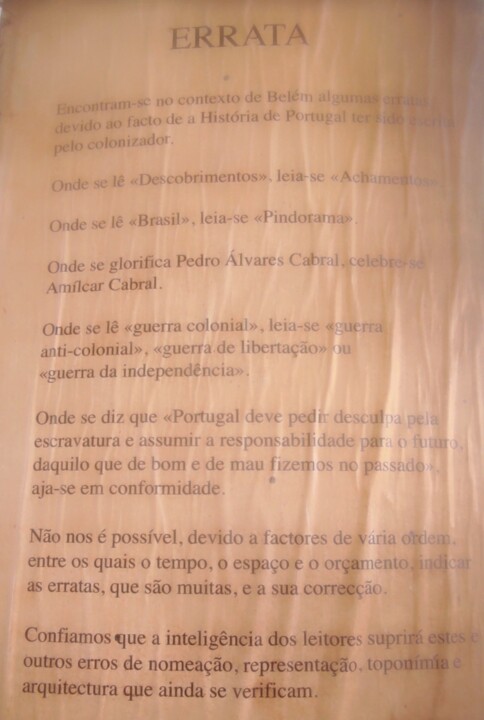 ERRATA
Encontram-se no contexto de Belém algumas erratas
devido ao facto de a História de Portugal ter sido escrita
pelo colonizador.
Onde se lê «Descobrimentos», leia-se «Achamentos».
Onde se lê «Brasil», leia-se «Pindorama».
Onde se glorifica Pedro Álvares Cabral, celebre-se
Amílcar Cabral.
Onde se lê «guerra colonial», leia-se «guerra
anti-colonial», «guerra de libertação» ou
«guerra da independência».
Onde se diz que «Portugal deve pedir desculpa pela
escravatura e assumir a responsabilidade para o futuro,
daquilo que de bom e de mau fizemos no passado»,
aja-se em conformidade.
Não nos é possível, devido a factores de vária ordem,
entre os quais o tempo, o espaço e o orçamento, indicar
as erratas, que são muitas, e a sua correcção.
Confiamos que a inteligência dos leitores suprirá estes e
outros erros de nomeação, representação, toponímia e
arquitectura que ainda se verificam.